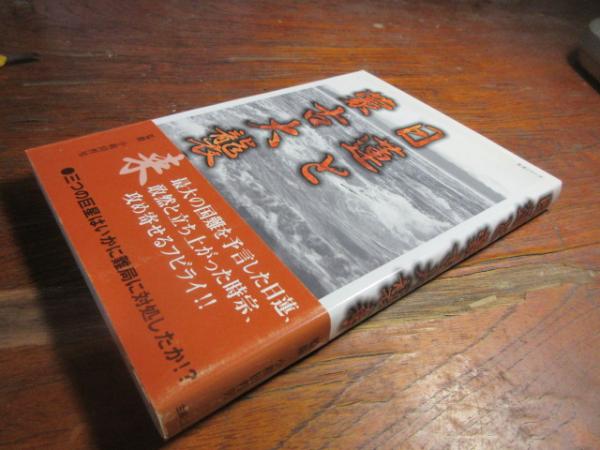 日蓮と
蒙古大襲
来
監修
最大の国難を予言した日蓮、
敢然と立ち上がった時宗、
攻め寄せるフビライ!!
●三つの巨星はいかに難局に対処したか!?